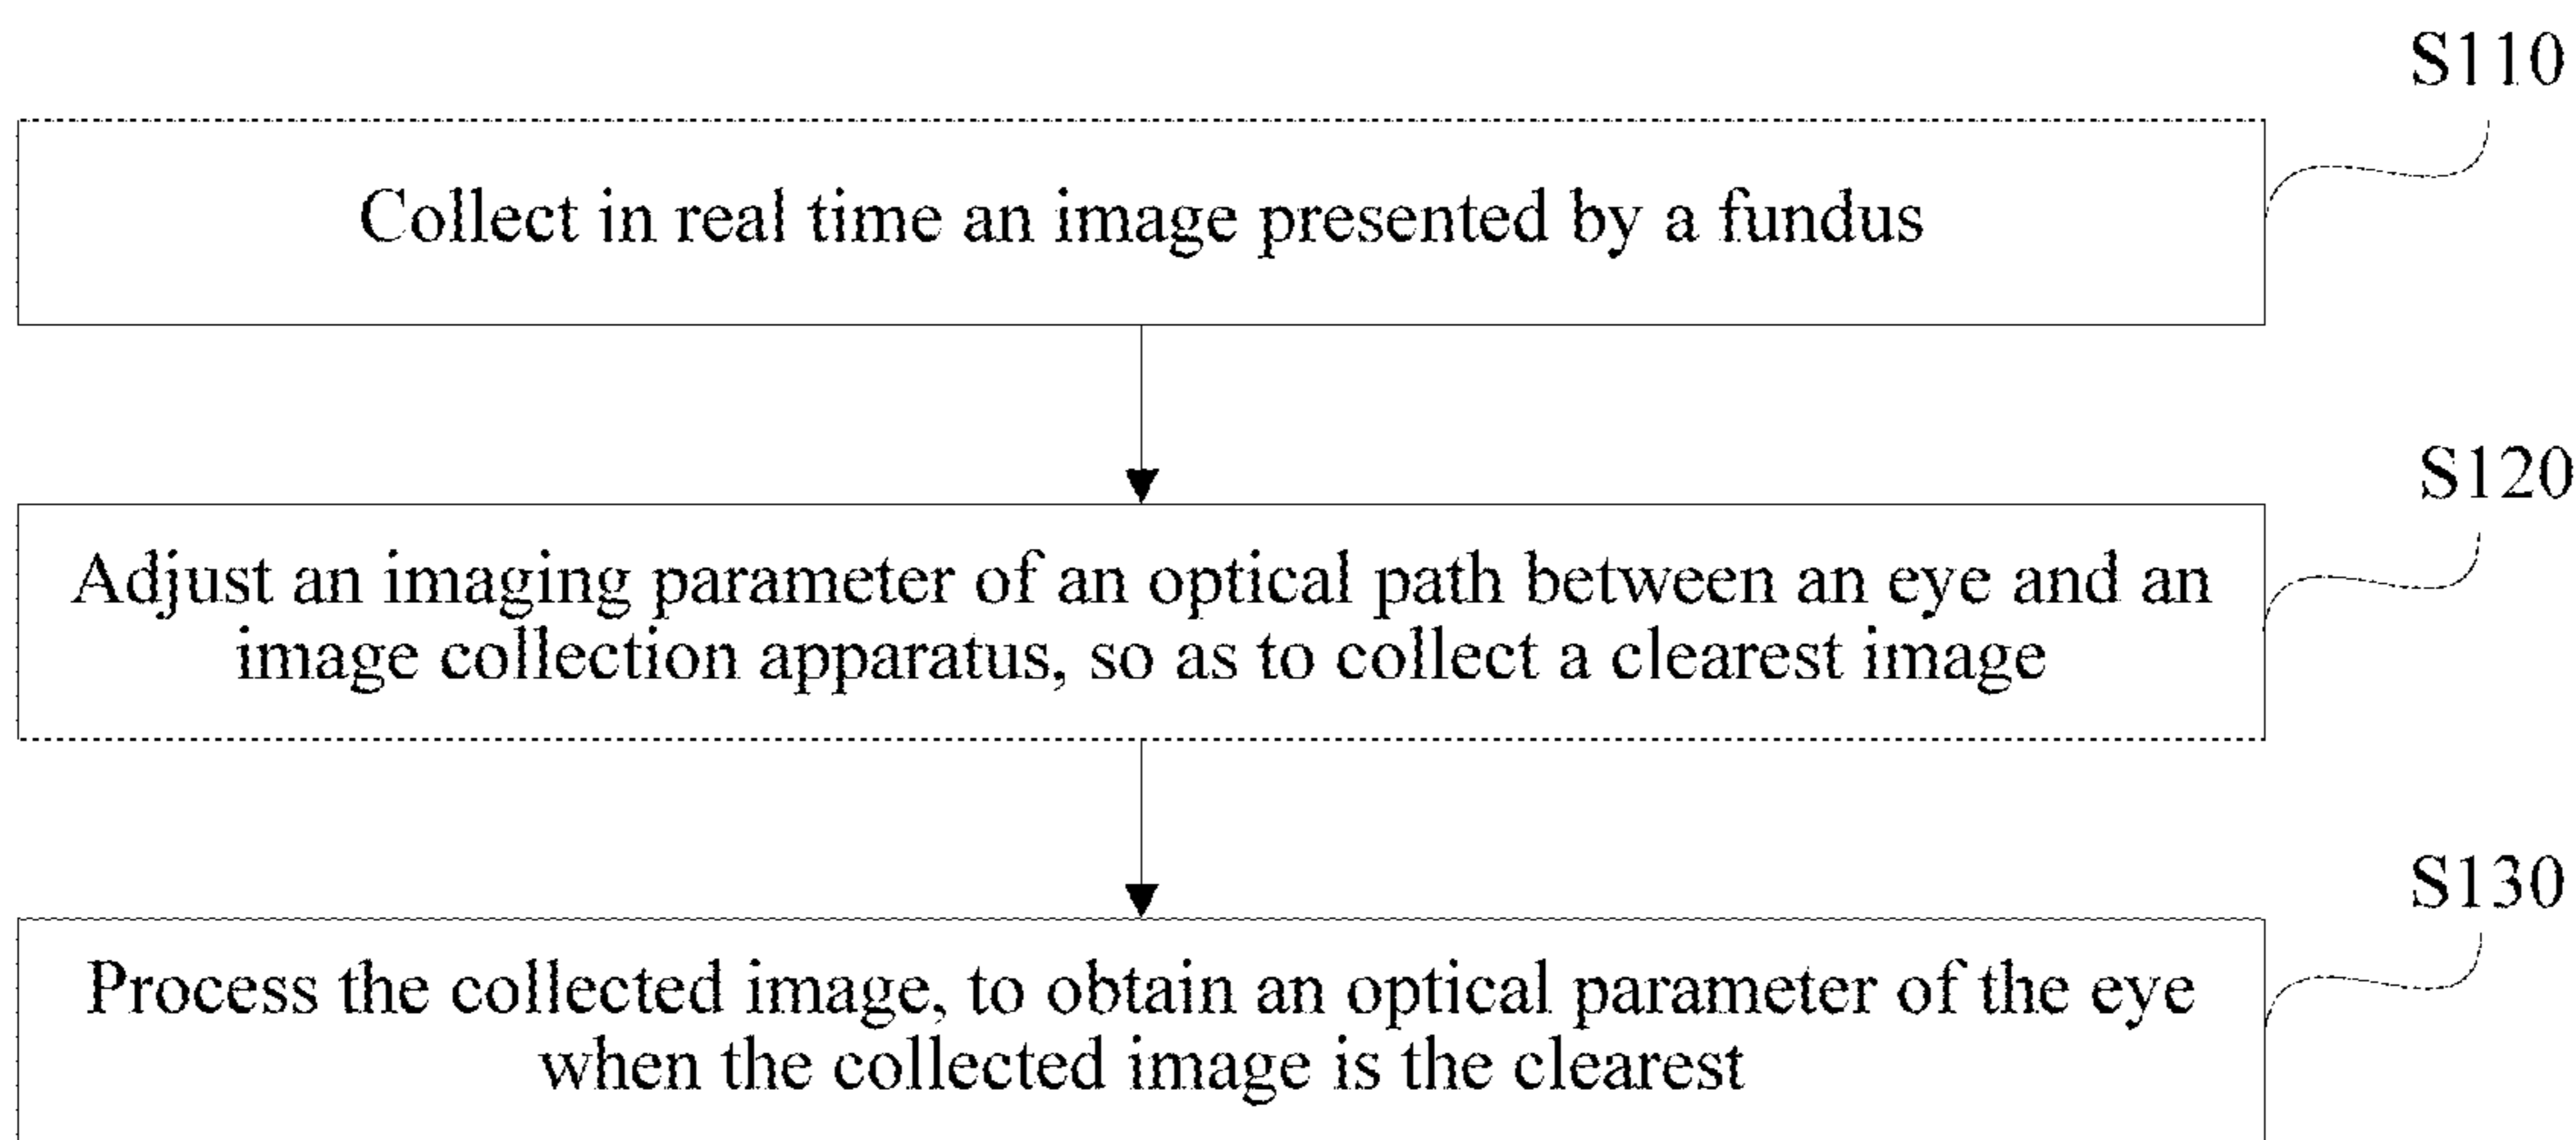 S110
Collect in real time an image presented by a fundus
S120
Adjust an imaging parameter of an optical path between an eye and an
image collection apparatus, so as to collect a clearest image
S130
Process the collected image, to obtain an optical parameter of the eye
when the collected image is the clearest